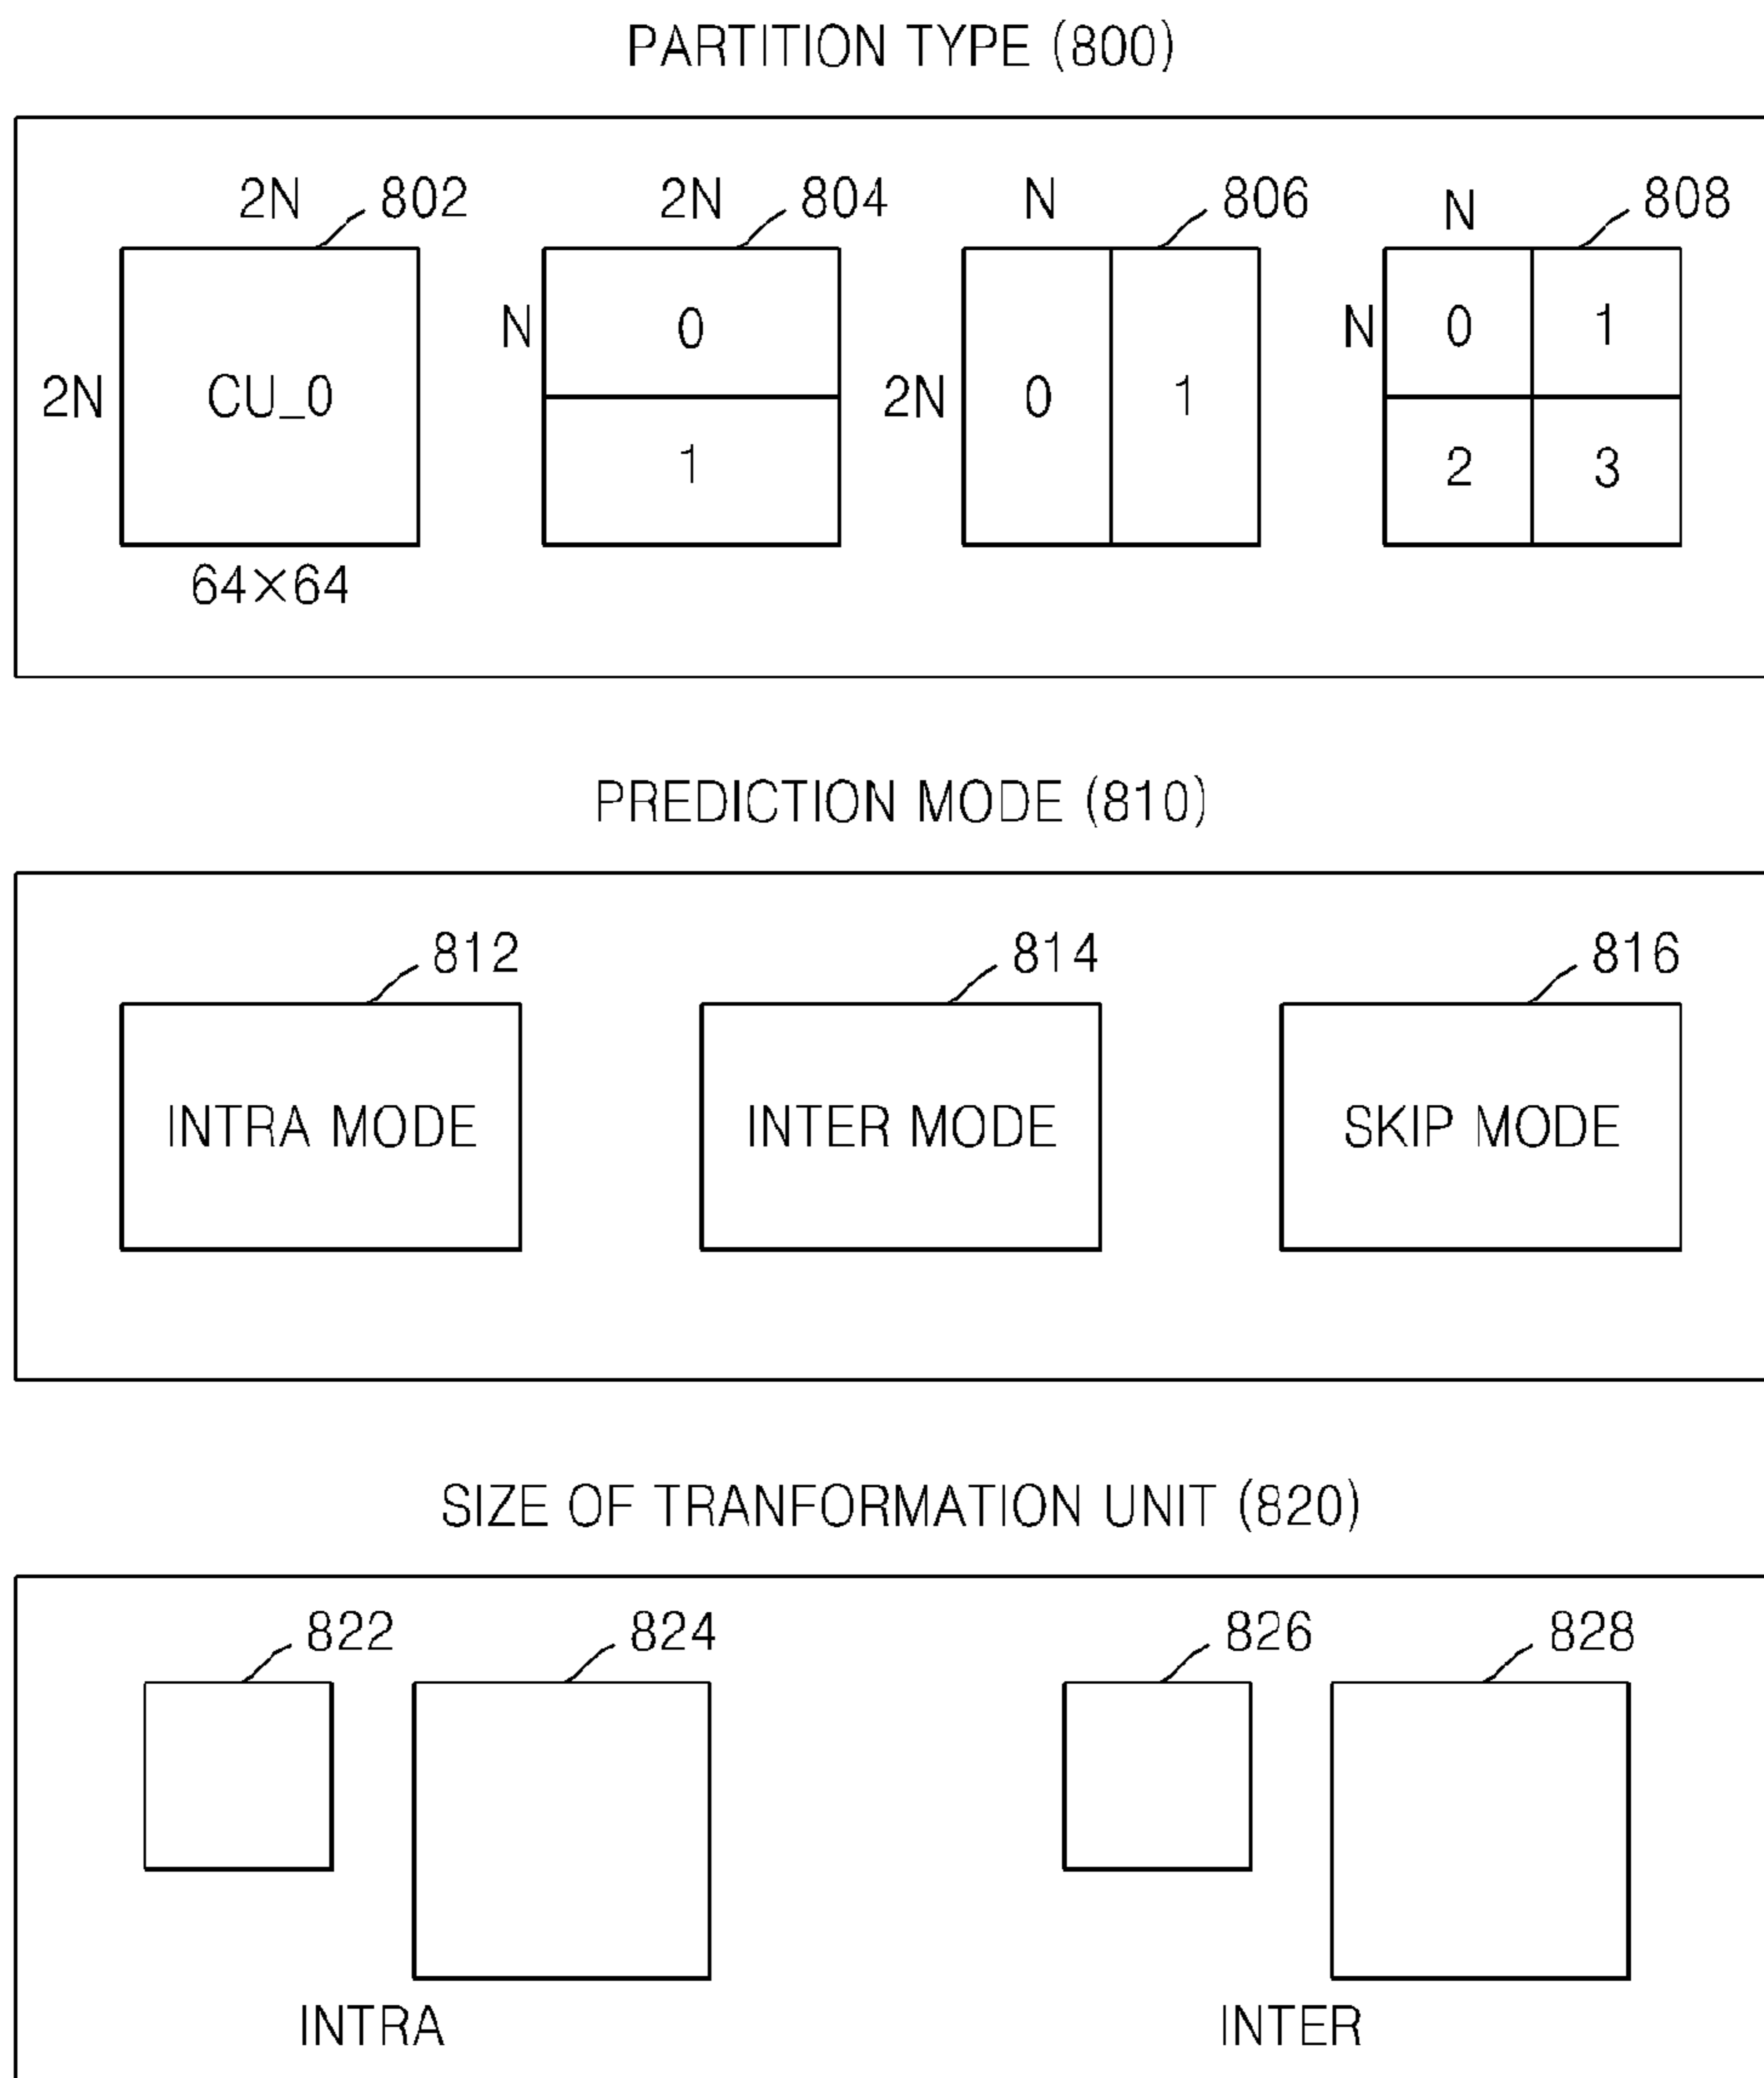 PARTITION TYPE (800)
2N 802 2N 804 N 806 N 808
N 0 N 0 1
2N CU_0 2N 0 1
1 2 3
64×64
PREDICTION MODE (810)
812 814 816
INTRA MODE INTER MODE SKIP MODE
SIZE OF TRANFORMATION UNIT (820)
822 824 826 828
INTRA INTER